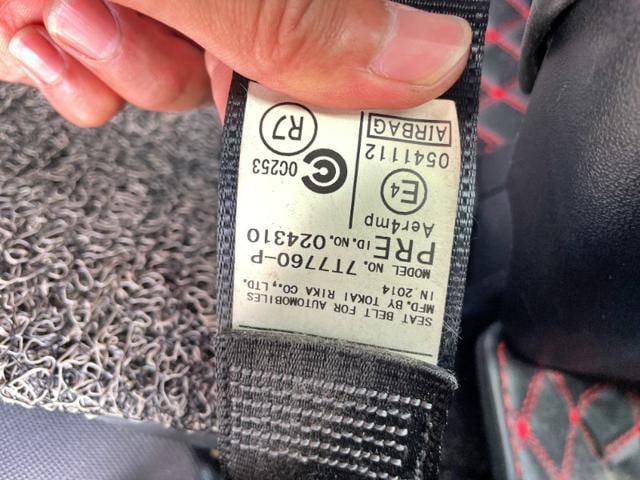 SEAT BELT FOR AUTOMOBILES
MFD. BY TOKAI RIKA CO., LTD.
IN 2014
MODEL NO. 7T7760-P
PRE ID.NO. 024310
Aer4mp
E4
0541112
AIRBAG
0C253
R7